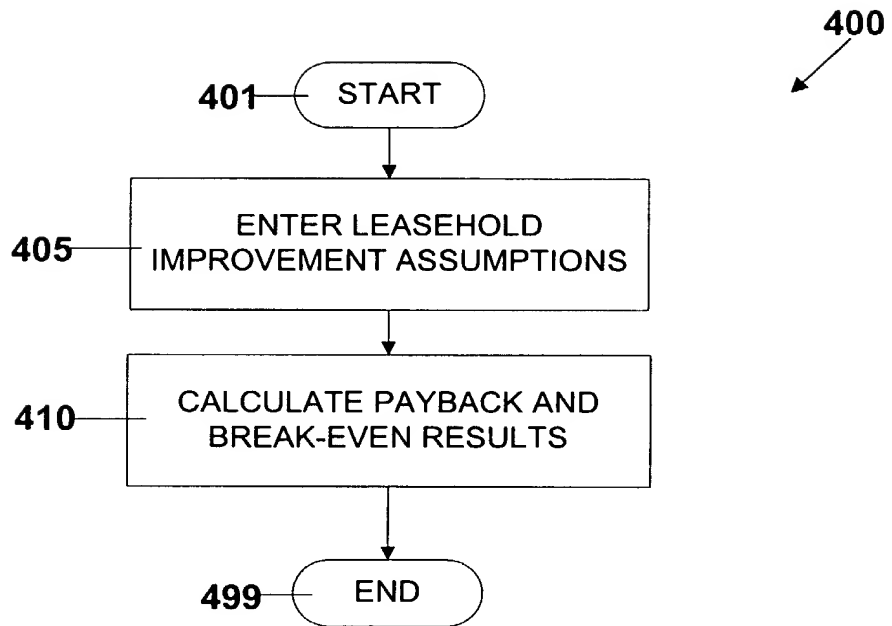 400
401
START
405
ENTER LEASEHOLD
IMPROVEMENT ASSUMPTIONS
410
CALCULATE PAYBACK AND
BREAK-EVEN RESULTS
499
END